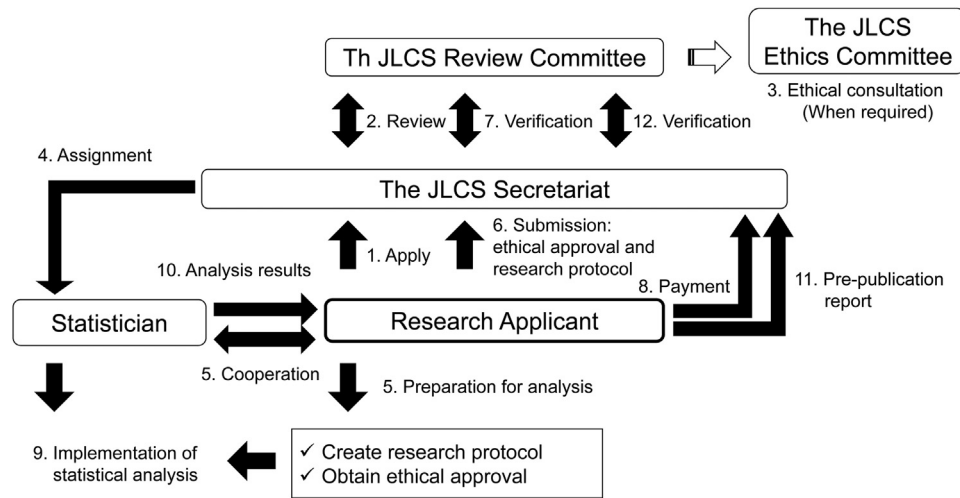 The JLCS
Ethics Committee
Th JLCS Review Committee
3. Ethical consultation
(When required)
2. Review
7. Verification
12. Verification
4. Assignment
The JLCS Secretariat
6. Submission:
ethical approval and
research protocol
1. Apply
10. Analysis results
8. Payment
11. Pre-publication
report
Statistician
Research Applicant
5. Cooperation
5. Preparation for analysis
9. Implementation of
statistical analysis
✓ Create research protocol
✓ Obtain ethical approval